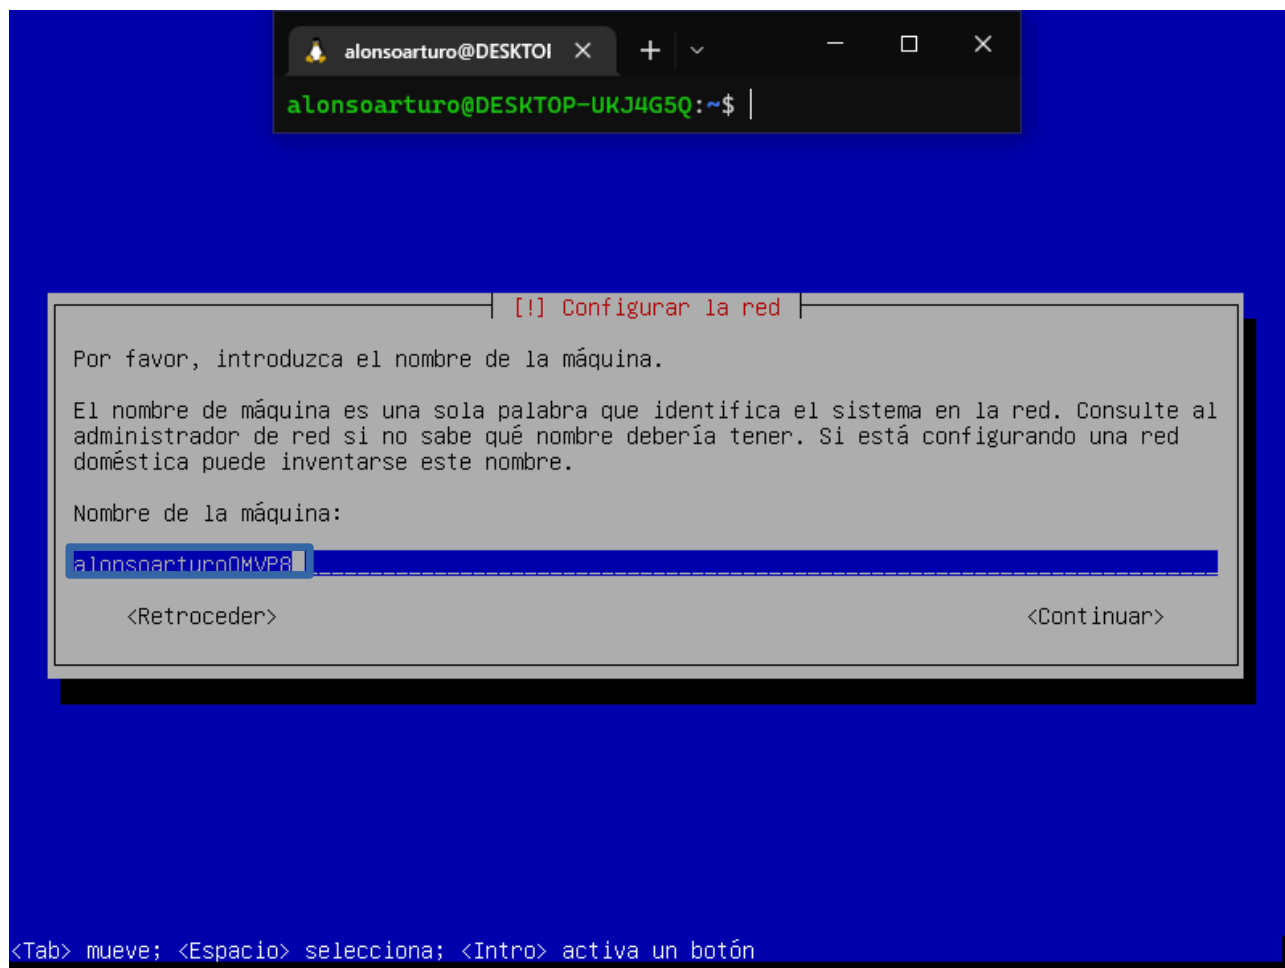 alonsoarturo@DESKTOI
alonsoarturo@DESKTOP-UKJ4G5Q:~$
[!] Configurar la red
Por favor, introduzca el nombre de la máquina.
El nombre de máquina es una sola palabra que identifica el sistema en la red. Consulte al
administrador de red si no sabe qué nombre debería tener. Si está configurando una red
doméstica puede inventarse este nombre.
Nombre de la máquina:
alonsoarturoOMVP8
<Retroceder> <Continuar>
<Tab> mueve; <Espacio> selecciona; <Intro> activa un botón